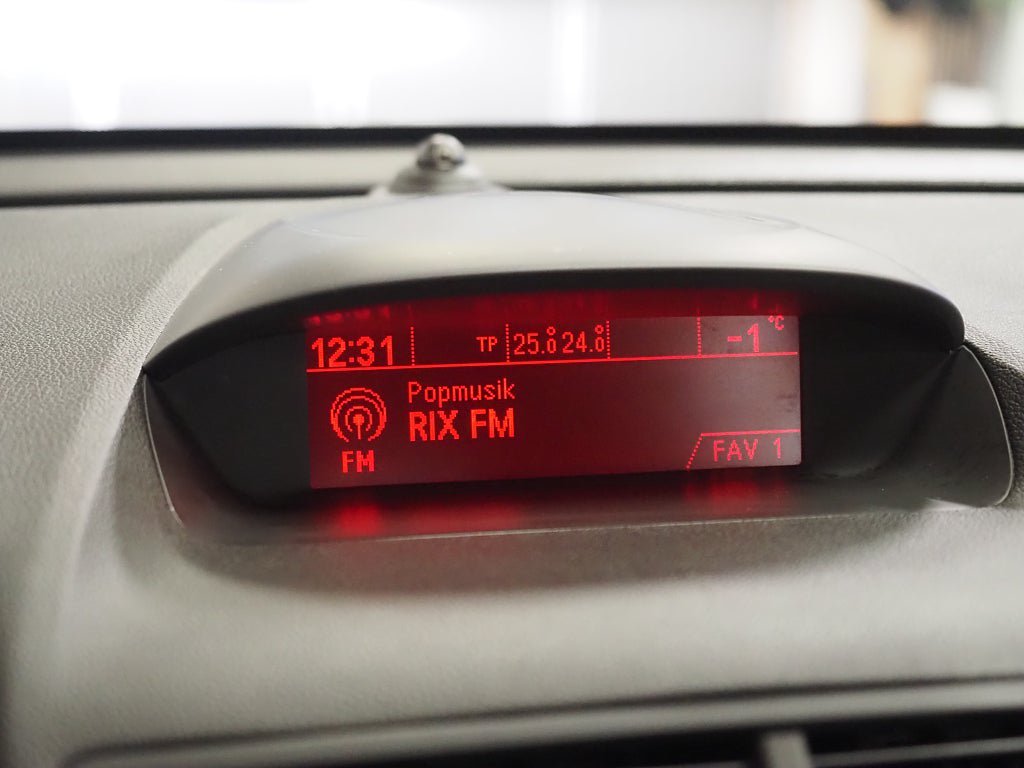 12:31 TP 25.0 24.0 -1 °C
Popmusik
RIX FM
FM
FAV 1